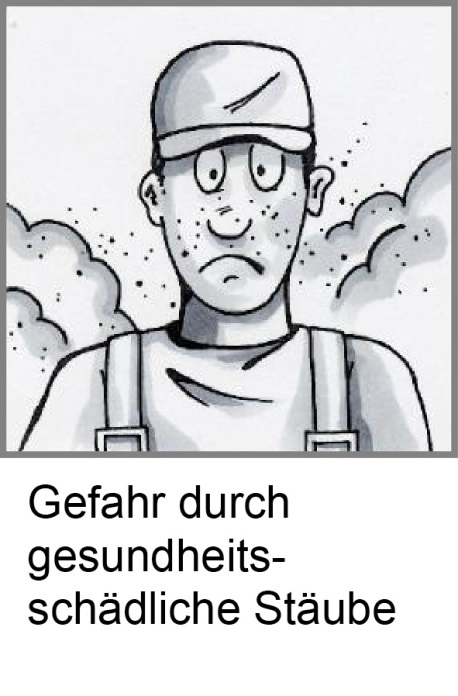 Gefahr durch
gesundheits-
schädliche Stäube